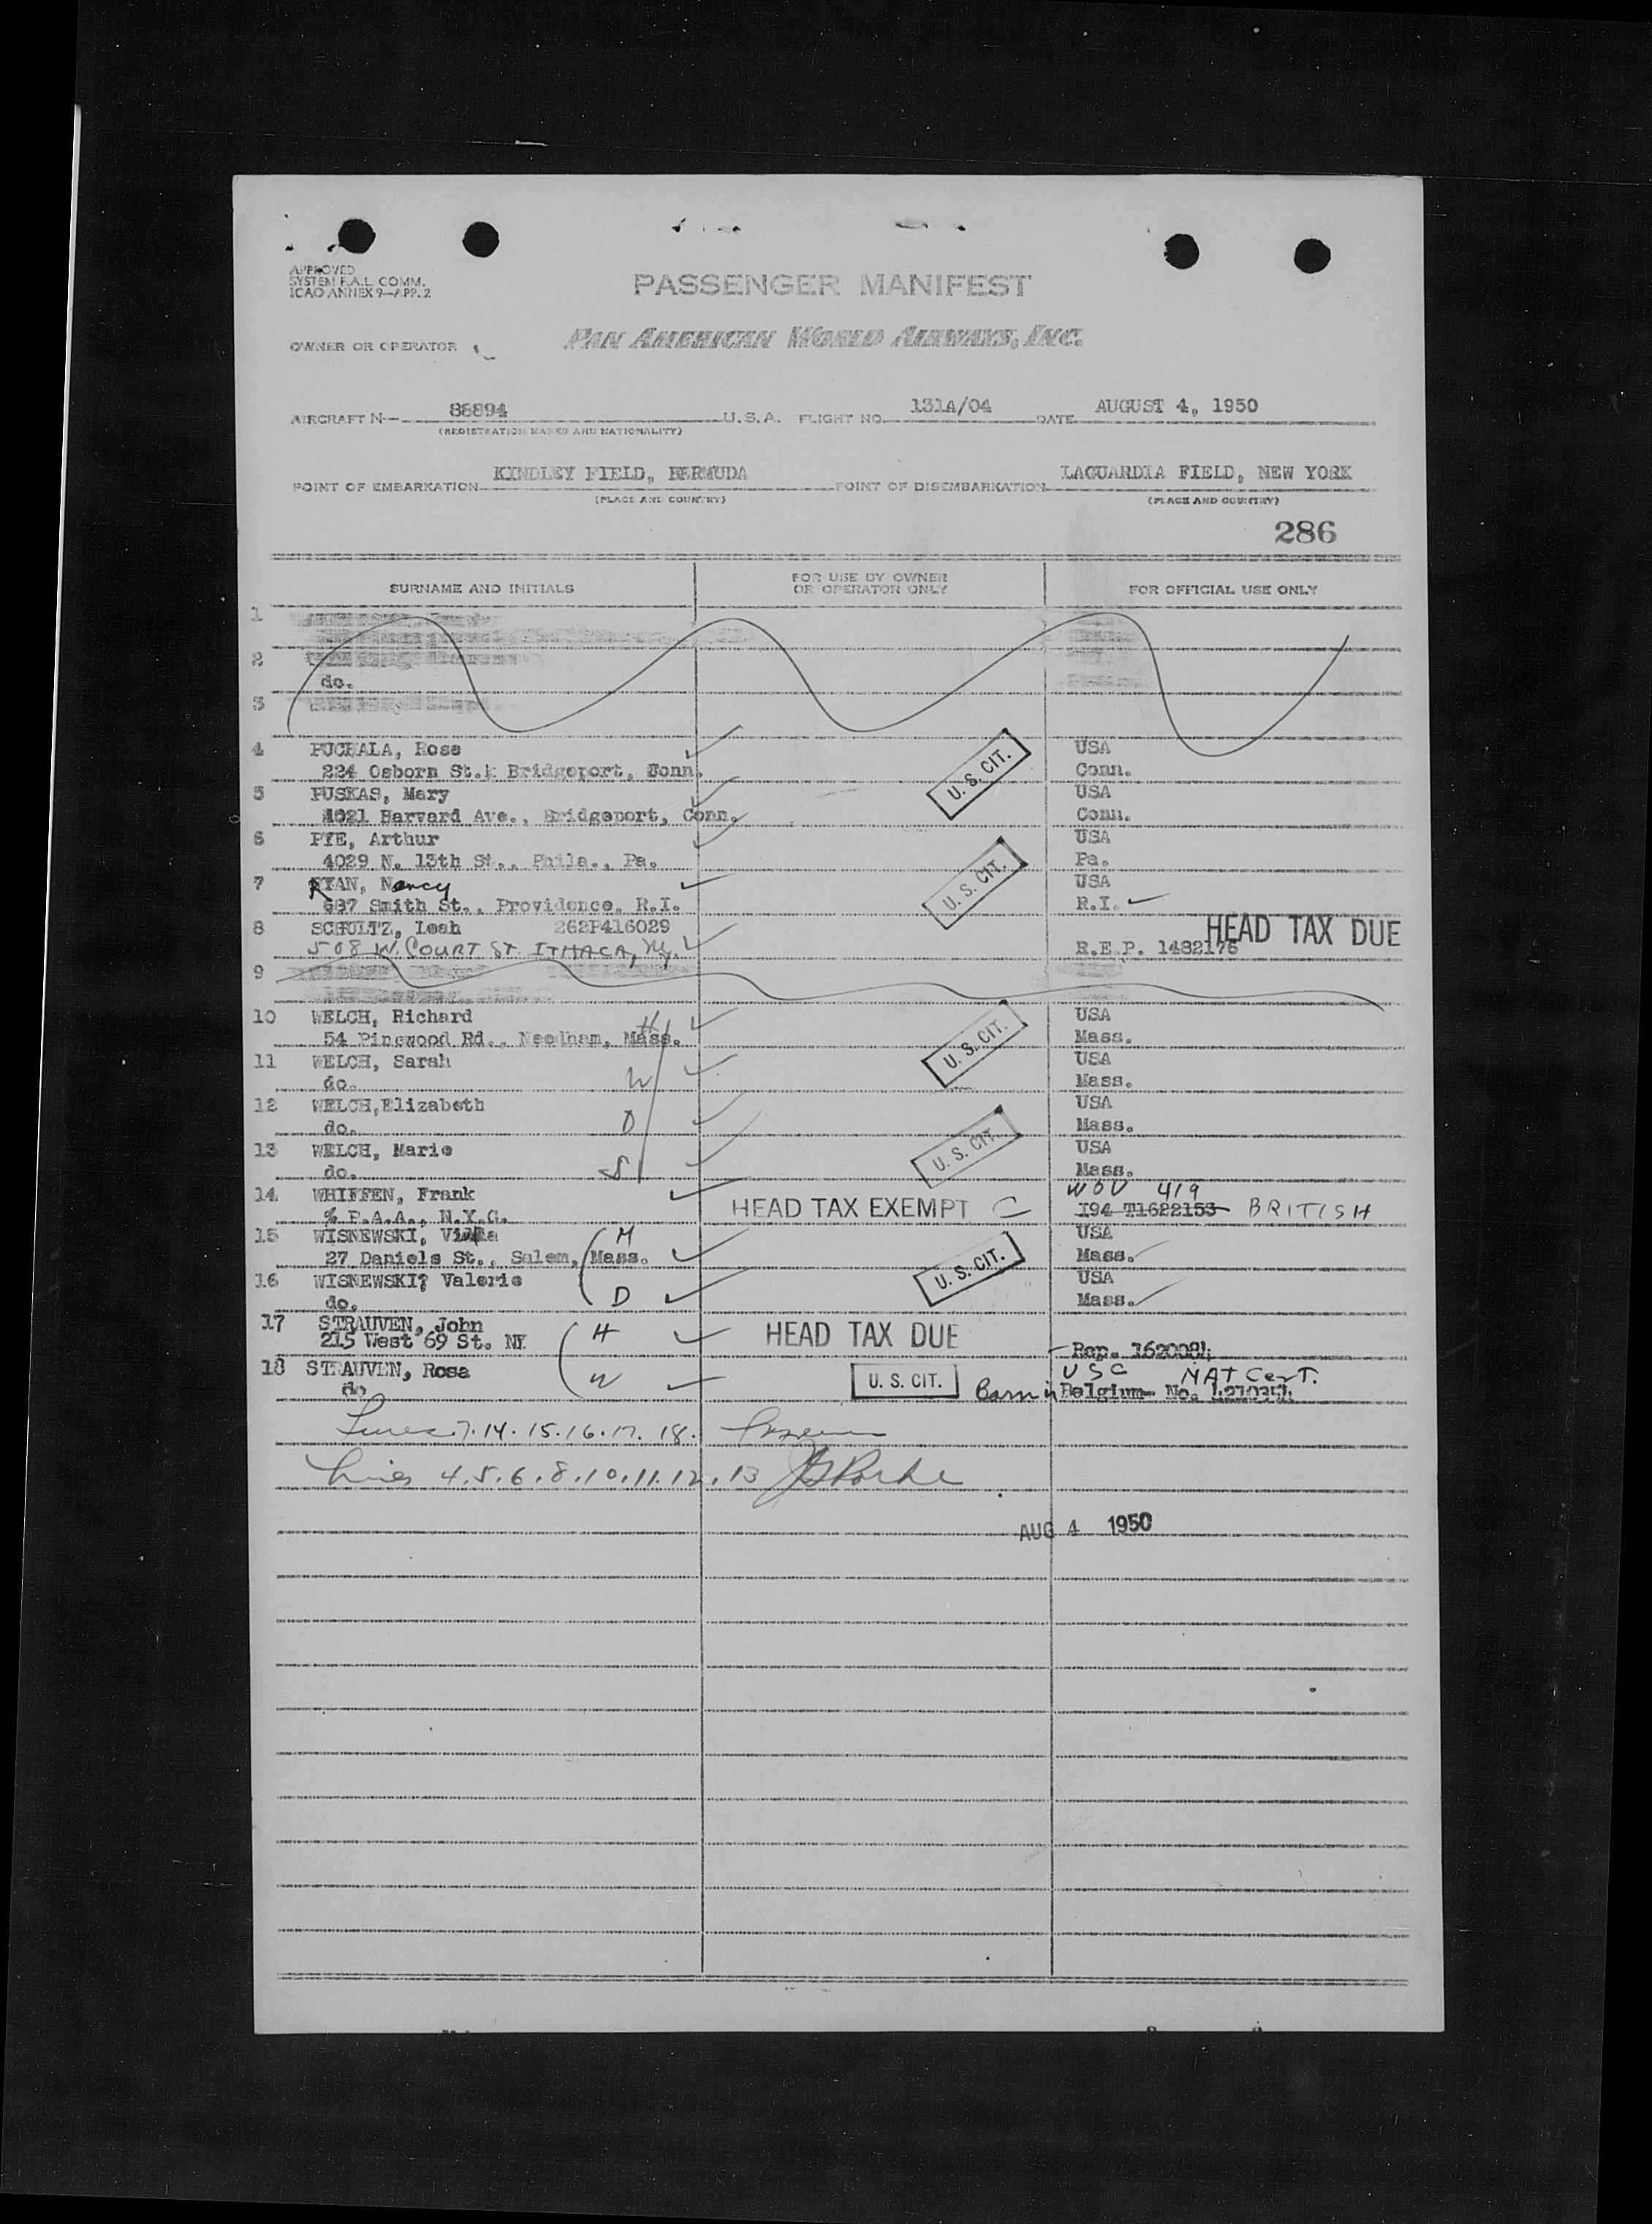 APPROVED
SYSTEM F.A.L. COMM.
ICAO ANNEX 9—APP. 2
PASSENGER MANIFEST
OWNER OR OPERATOR PAN AMERICAN WORLD AIRWAYS, INC.
AIRCRAFT N— 88894 U.S.A. FLIGHT NO. 131A/04 DATE AUGUST 4, 1950
(REGISTRATION MARKS AND NATIONALITY)
POINT OF EMBARKATION KINDLEY FIELD, BERMUDA POINT OF DISEMBARKATION LAGUARDIA FIELD, NEW YORK
(PLACE AND COUNTRY) (PLACE AND COUNTRY)
286
SURNAME AND INITIALS FOR USE BY OWNER OR OPERATOR ONLY FOR OFFICIAL USE ONLY
1
2
do.
3
4 PUCHALA, Rose USA
224 Osborn St. Bridgeport, Conn. U. S. CIT. Conn.
5 PUSKAS, Mary USA
1021 Harvard Ave., Bridgeport, Conn. Conn.
6 PYE, Arthur USA
4029 N. 13th St., Phila., Pa. U. S. CIT. Pa.
7 RYAN, Nancy USA
687 Smith St., Providence, R.I. R.I.
8 SCHULTZ, Leah 262P416029 HEAD TAX DUE
508 W. COURT ST. ITHACA, NY. R.E.P. 1482176
9
10 WELCH, Richard H USA
54 Pinewood Rd., Needham, Mass. U. S. CIT. Mass.
11 WELCH, Sarah USA
do. W Mass.
12 WELCH,Elizabeth USA
do. D Mass.
13 WELCH, Marie U. S. CIT. USA
do. S Mass.
14 WHIFFEN, Frank HEAD TAX EXEMPT C WOV 419
% P.A.A., N.Y.C. I94 T1622153 BRITISH
15 WISNEWSKI, M USA
27 Daniels St., Salem, Mass. U. S. CIT. Mass.
16 WISNEWSKI? Valerie USA
do. D Mass.
17 STRAUVEN, John H HEAD TAX DUE
215 West 69 St. NY Rep. 1620084
18 STRAUVEN, Rosa W U. S. CIT. USC NAT Cert.
do Born in Belgium— No.
Lines 7.14.15.16.17.18.
Lines 4.5.6.8.10.11.12.13
AUG 4 1950